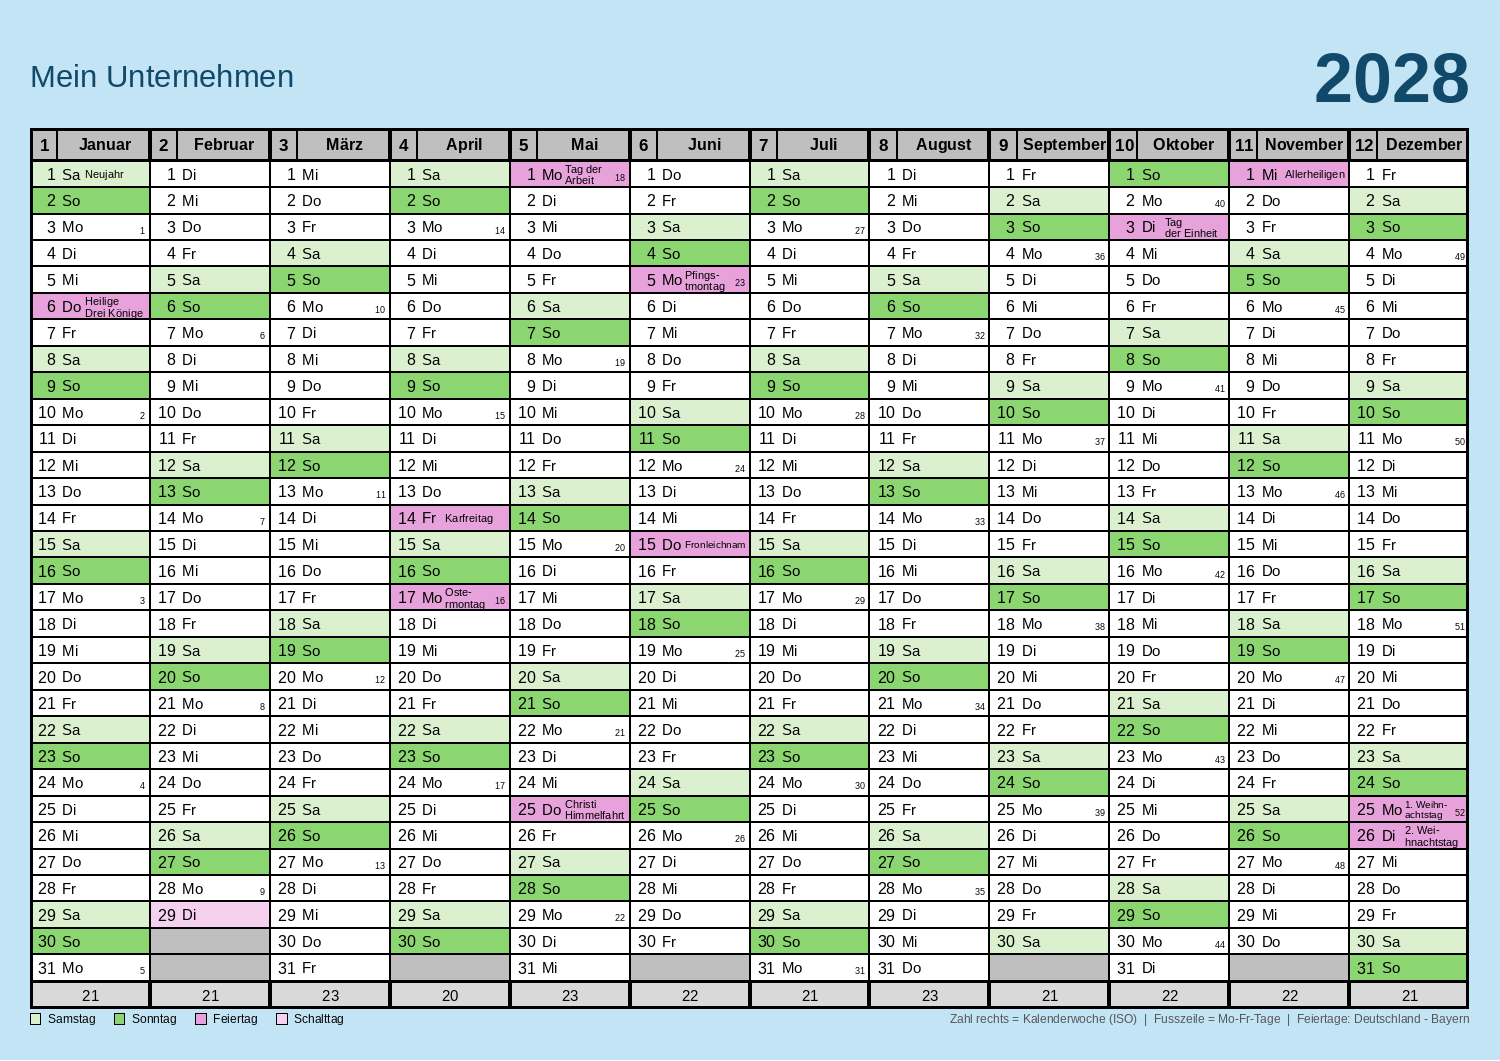 Mein Unternehmen 2028
1 Januar 2 Februar 3 März 4 April 5 Mai 6 Juni 7 Juli 8 August 9 September 10 Oktober 11 November 12 Dezember
1 Sa Neujahr 1 Di 1 Mi 1 Sa 1 Mo Tag der Arbeit 18 1 Do 1 Sa 1 Di 1 Fr 1 So 1 Mi Allerheiligen 1 Fr
2 So 2 Mi 2 Do 2 So 2 Di 2 Fr 2 So 2 Mi 2 Sa 2 Mo 40 2 Do 2 Sa
3 Mo 1 3 Do 3 Fr 3 Mo 14 3 Mi 3 Sa 3 Mo 27 3 Do 3 So 3 Di Tag der Einheit 3 Fr 3 So
4 Di 4 Fr 4 Sa 4 Di 4 Do 4 So 4 Di 4 Fr 4 Mo 36 4 Mi 4 Sa 4 Mo 49
5 Mi 5 Sa 5 So 5 Mi 5 Fr 5 Mo Pfings-tmontag 23 5 Mi 5 Sa 5 Di 5 Do 5 So 5 Di
6 Do Heilige Drei Könige 6 So 6 Mo 10 6 Do 6 Sa 6 Di 6 Do 6 So 6 Mi 6 Fr 6 Mo 45 6 Mi
7 Fr 7 Mo 6 7 Di 7 Fr 7 So 7 Mi 7 Fr 7 Mo 32 7 Do 7 Sa 7 Di 7 Do
8 Sa 8 Di 8 Mi 8 Sa 8 Mo 19 8 Do 8 Sa 8 Di 8 Fr 8 So 8 Mi 8 Fr
9 So 9 Mi 9 Do 9 So 9 Di 9 Fr 9 So 9 Mi 9 Sa 9 Mo 41 9 Do 9 Sa
10 Mo 2 10 Do 10 Fr 10 Mo 15 10 Mi 10 Sa 10 Mo 28 10 Do 10 So 10 Di 10 Fr 10 So
11 Di 11 Fr 11 Sa 11 Di 11 Do 11 So 11 Di 11 Fr 11 Mo 37 11 Mi 11 Sa 11 Mo 50
12 Mi 12 Sa 12 So 12 Mi 12 Fr 12 Mo 24 12 Mi 12 Sa 12 Di 12 Do 12 So 12 Di
13 Do 13 So 13 Mo 11 13 Do 13 Sa 13 Di 13 Do 13 So 13 Mi 13 Fr 13 Mo 46 13 Mi
14 Fr 14 Mo 7 14 Di 14 Fr Karfreitag 14 So 14 Mi 14 Fr 14 Mo 33 14 Do 14 Sa 14 Di 14 Do
15 Sa 15 Di 15 Mi 15 Sa 15 Mo 20 15 Do Fronleichnam 15 Sa 15 Di 15 Fr 15 So 15 Mi 15 Fr
16 So 16 Mi 16 Do 16 So 16 Di 16 Fr 16 So 16 Mi 16 Sa 16 Mo 42 16 Do 16 Sa
17 Mo 3 17 Do 17 Fr 17 Mo Oste-rmontag 16 17 Mi 17 Sa 17 Mo 29 17 Do 17 So 17 Di 17 Fr 17 So
18 Di 18 Fr 18 Sa 18 Di 18 Do 18 So 18 Di 18 Fr 18 Mo 38 18 Mi 18 Sa 18 Mo 51
19 Mi 19 Sa 19 So 19 Mi 19 Fr 19 Mo 25 19 Mi 19 Sa 19 Di 19 Do 19 So 19 Di
20 Do 20 So 20 Mo 12 20 Do 20 Sa 20 Di 20 Do 20 So 20 Mi 20 Fr 20 Mo 47 20 Mi
21 Fr 21 Mo 8 21 Di 21 Fr 21 So 21 Mi 21 Fr 21 Mo 34 21 Do 21 Sa 21 Di 21 Do
22 Sa 22 Di 22 Mi 22 Sa 22 Mo 21 22 Do 22 Sa 22 Di 22 Fr 22 So 22 Mi 22 Fr
23 So 23 Mi 23 Do 23 So 23 Di 23 Fr 23 So 23 Mi 23 Sa 23 Mo 43 23 Do 23 Sa
24 Mo 4 24 Do 24 Fr 24 Mo 17 24 Mi 24 Sa 24 Mo 30 24 Do 24 So 24 Di 24 Fr 24 So
25 Di 25 Fr 25 Sa 25 Di 25 Do Christi Himmelfahrt 25 So 25 Di 25 Fr 25 Mo 39 25 Mi 25 Sa 25 Mo 1. Weihn-achtstag 52
26 Mi 26 Sa 26 So 26 Mi 26 Fr 26 Mo 26 26 Mi 26 Sa 26 Di 26 Do 26 So 26 Di 2. Wei-hnachtstag
27 Do 27 So 27 Mo 13 27 Do 27 Sa 27 Di 27 Do 27 So 27 Mi 27 Fr 27 Mo 48 27 Mi
28 Fr 28 Mo 9 28 Di 28 Fr 28 So 28 Mi 28 Fr 28 Mo 35 28 Do 28 Sa 28 Di 28 Do
29 Sa 29 Di 29 Mi 29 Sa 29 Mo 22 29 Do 29 Sa 29 Di 29 Fr 29 So 29 Mi 29 Fr
30 So 30 Do 30 So 30 Di 30 Fr 30 So 30 Mi 30 Sa 30 Mo 44 30 Do 30 Sa
31 Mo 5 31 Fr 31 Mi 31 Mo 31 31 Do 31 Di 31 So
21 21 23 20 23 22 21 23 21 22 22 21
Samstag Sonntag Feiertag Schalttag Zahl rechts = Kalenderwoche (ISO) | Fusszeile = Mo-Fr-Tage | Feiertage: Deutschland - Bayern